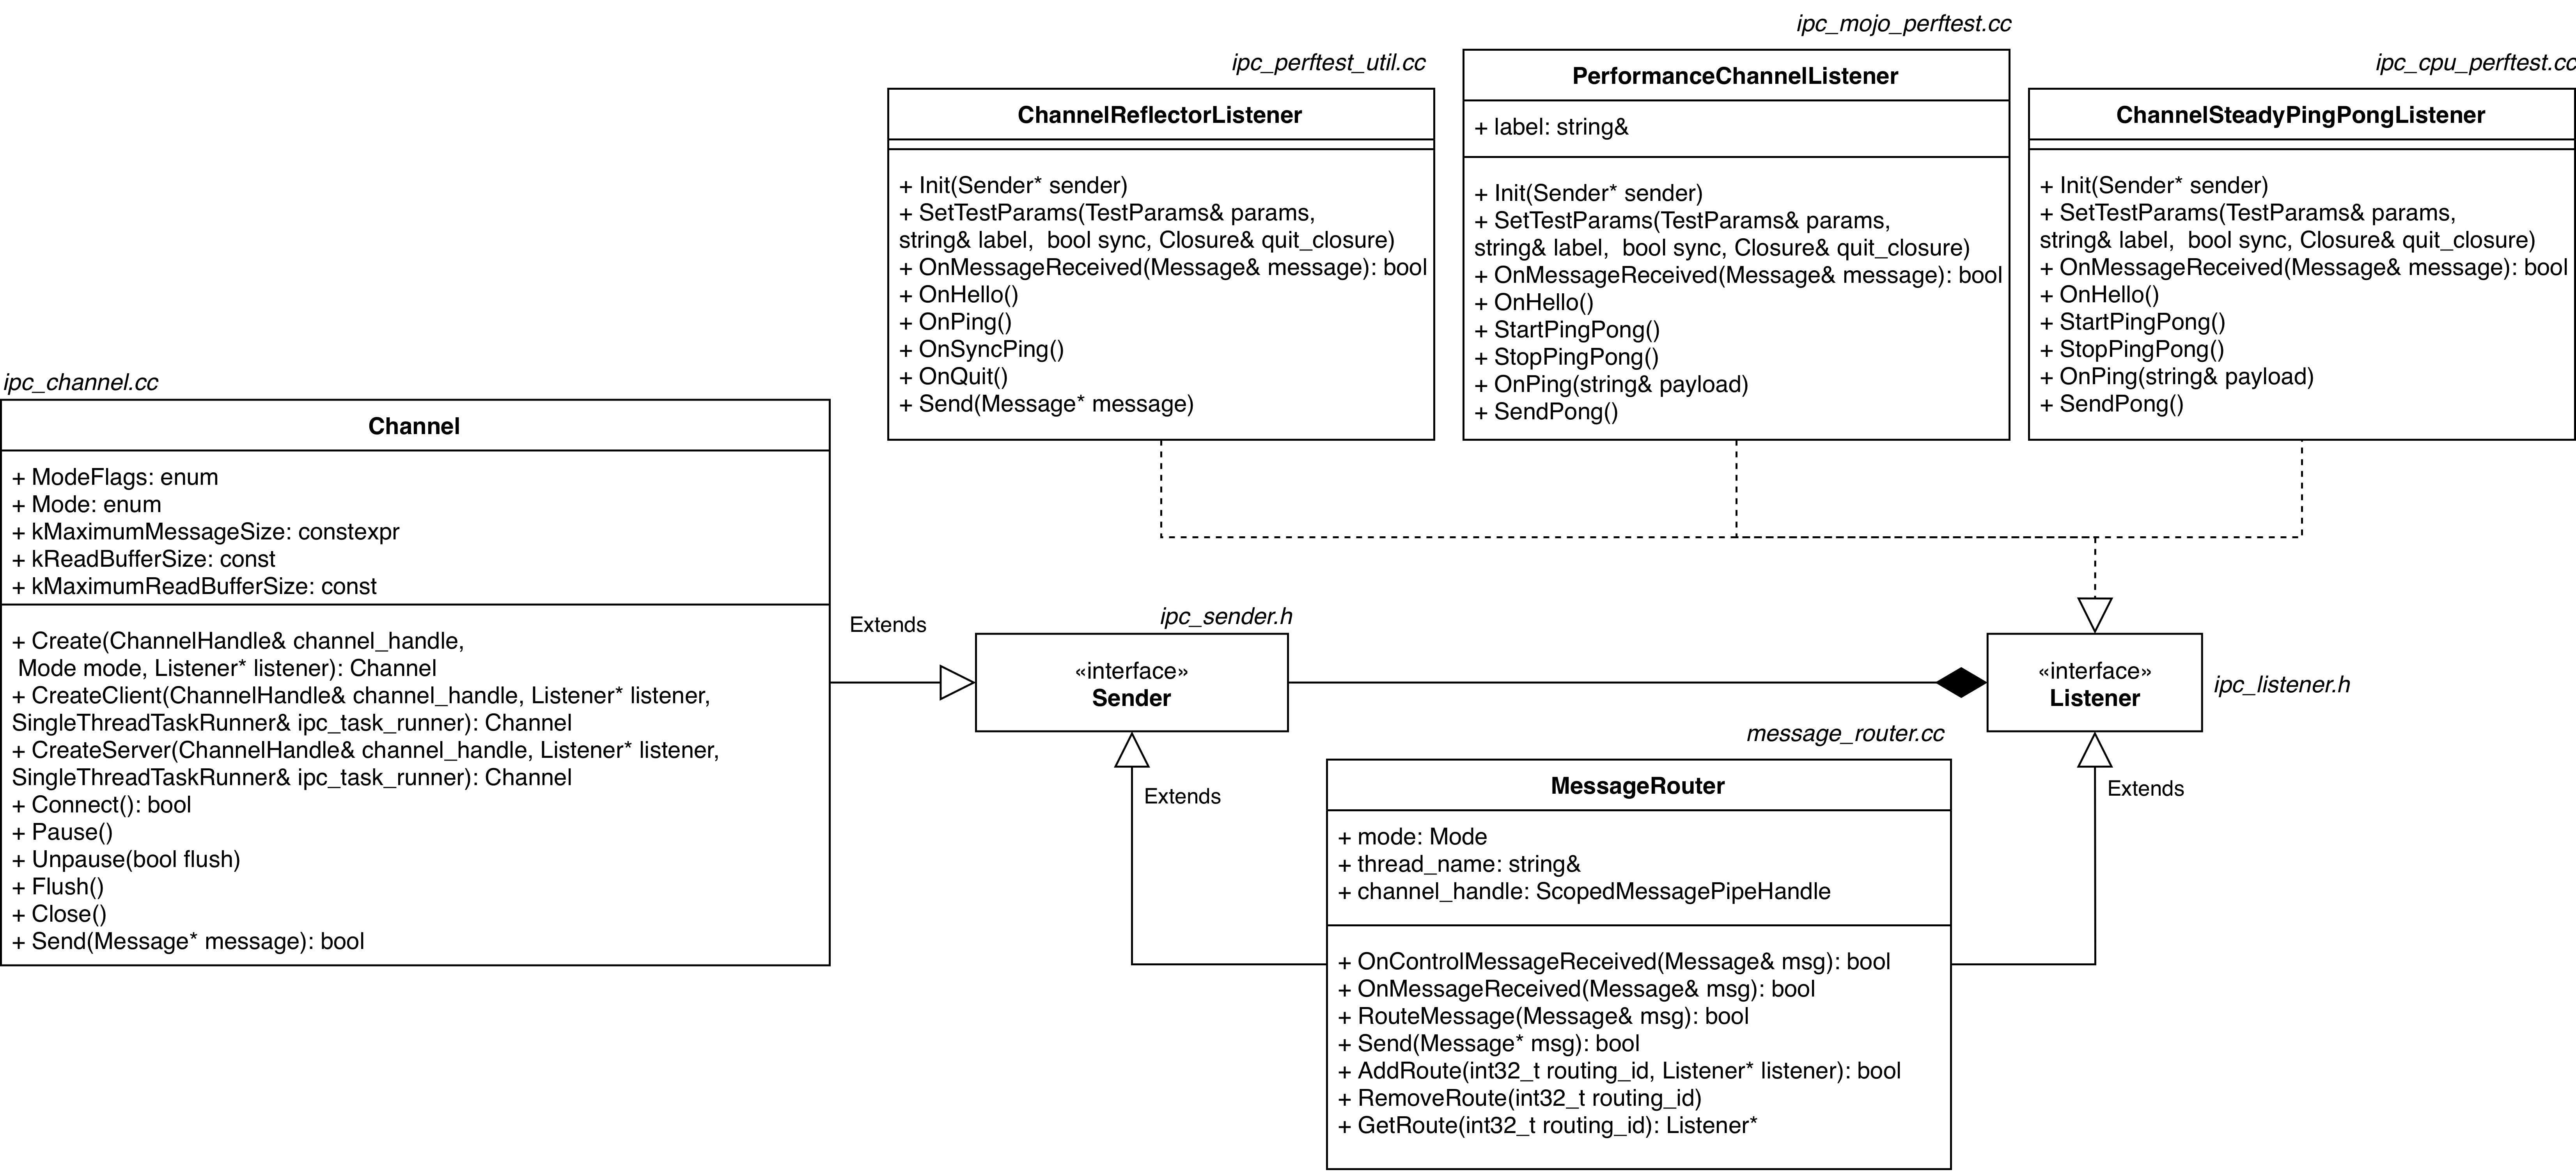 ipc_mojo_perftest.cc
ipc_perftest_util.cc
ipc_cpu_perftest.cc
ChannelReflectorListener
+ Init(Sender* sender)
+ SetTestParams(TestParams& params,
string& label,  bool sync, Closure& quit_closure)
+ OnMessageReceived(Message& message): bool
+ OnHello()
+ OnPing()
+ OnSyncPing()
+ OnQuit()
+ Send(Message* message)
PerformanceChannelListener
+ label: string&
+ Init(Sender* sender)
+ SetTestParams(TestParams& params,
string& label,  bool sync, Closure& quit_closure)
+ OnMessageReceived(Message& message): bool
+ OnHello()
+ StartPingPong()
+ StopPingPong()
+ OnPing(string& payload)
+ SendPong()
ChannelSteadyPingPongListener
+ Init(Sender* sender)
+ SetTestParams(TestParams& params,
string& label,  bool sync, Closure& quit_closure)
+ OnMessageReceived(Message& message): bool
+ OnHello()
+ StartPingPong()
+ StopPingPong()
+ OnPing(string& payload)
+ SendPong()
ipc_channel.cc
Channel
+ ModeFlags: enum
+ Mode: enum
+ kMaximumMessageSize: constexpr
+ kReadBufferSize: const
+ kMaximumReadBufferSize: const
+ Create(ChannelHandle& channel_handle,
Mode mode, Listener* listener): Channel
+ CreateClient(ChannelHandle& channel_handle, Listener* listener,
SingleThreadTaskRunner& ipc_task_runner): Channel
+ CreateServer(ChannelHandle& channel_handle, Listener* listener,
SingleThreadTaskRunner& ipc_task_runner): Channel
+ Connect(): bool
+ Pause()
+ Unpause(bool flush)
+ Flush()
+ Close()
+ Send(Message* message): bool
Extends
ipc_sender.h
«interface»
Sender
«interface»
Listener
ipc_listener.h
Extends
message_router.cc
MessageRouter
+ mode: Mode
+ thread_name: string&
+ channel_handle: ScopedMessagePipeHandle
+ OnControlMessageReceived(Message& msg): bool
+ OnMessageReceived(Message& msg): bool
+ RouteMessage(Message& msg): bool
+ Send(Message* msg): bool
+ AddRoute(int32_t routing_id, Listener* listener): bool
+ RemoveRoute(int32_t routing_id)
+ GetRoute(int32_t routing_id): Listener*
Extends